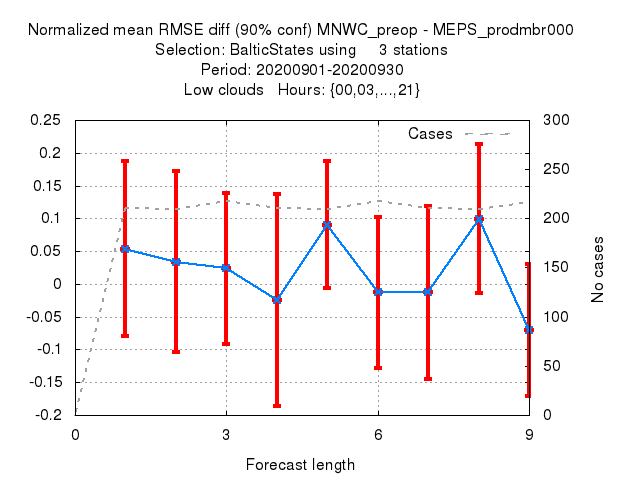 Normalized mean RMSE diff (90% conf) MNWC_preop - MEPS_prodmbr000
Selection: BalticStates using     3 stations
Period: 20200901-20200930
Low clouds   Hours: {00,03,...,21}
Cases
0.25
0.2
0.15
0.1
0.05
0
-0.05
-0.1
-0.15
-0.2
300
250
200
150
100
50
0
No cases
0 3 6 9
Forecast length